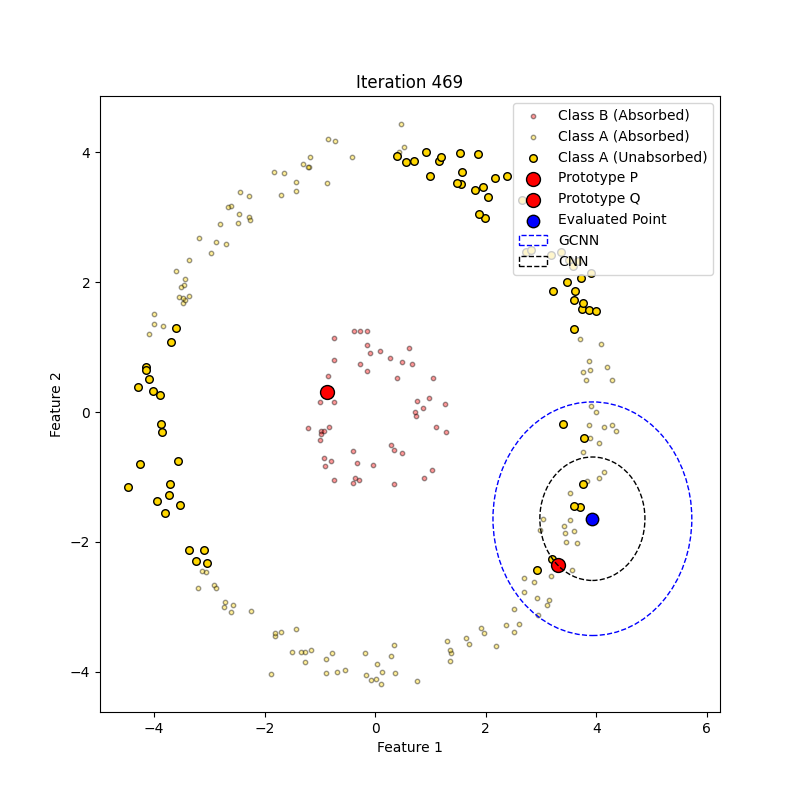 Iteration 469
Class B (Absorbed)
Class A (Absorbed)
Class A (Unabsorbed)
Prototype P
Prototype Q
Evaluated Point
GCNN
CNN
4
2
0
−2
−4
Feature 2
−4
−2
0
2
4
6
Feature 1